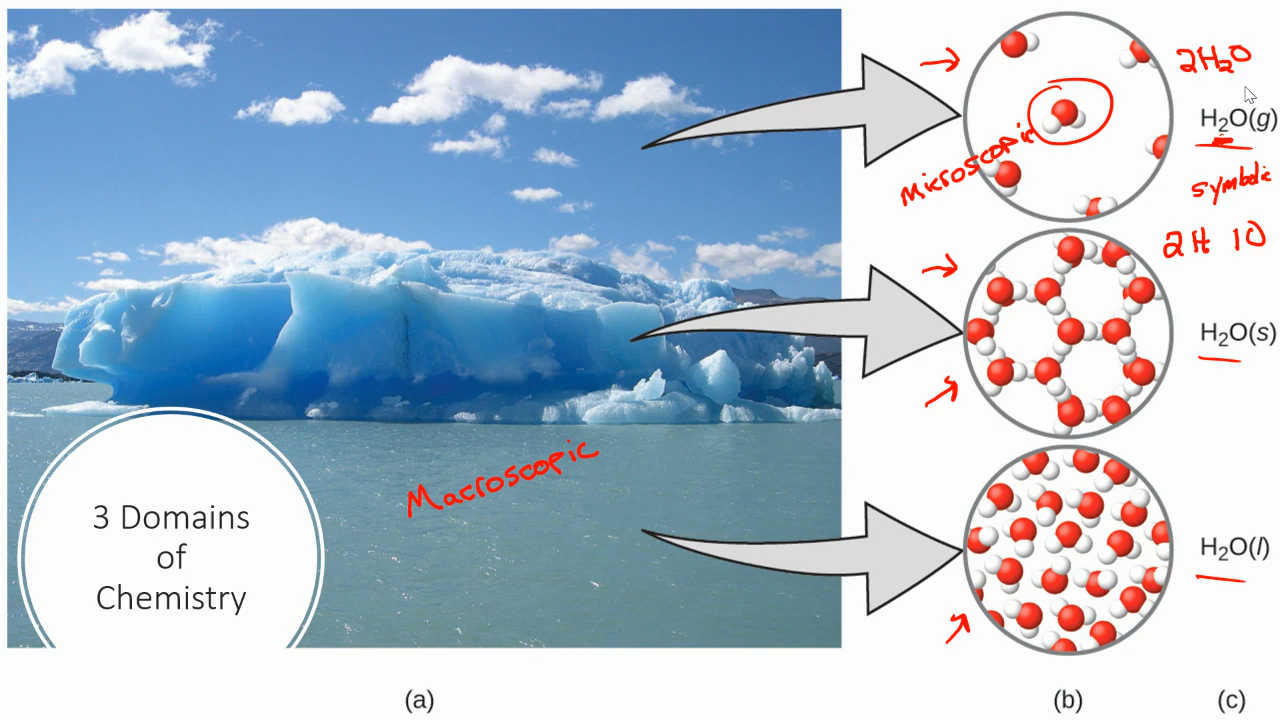 2H₂O
H₂O(g)
Microscopic
symbolic
2H 1O
H₂O(s)
Macroscopic
3 Domains
of
Chemistry
H₂O(l)
(a)
(b)
(c)